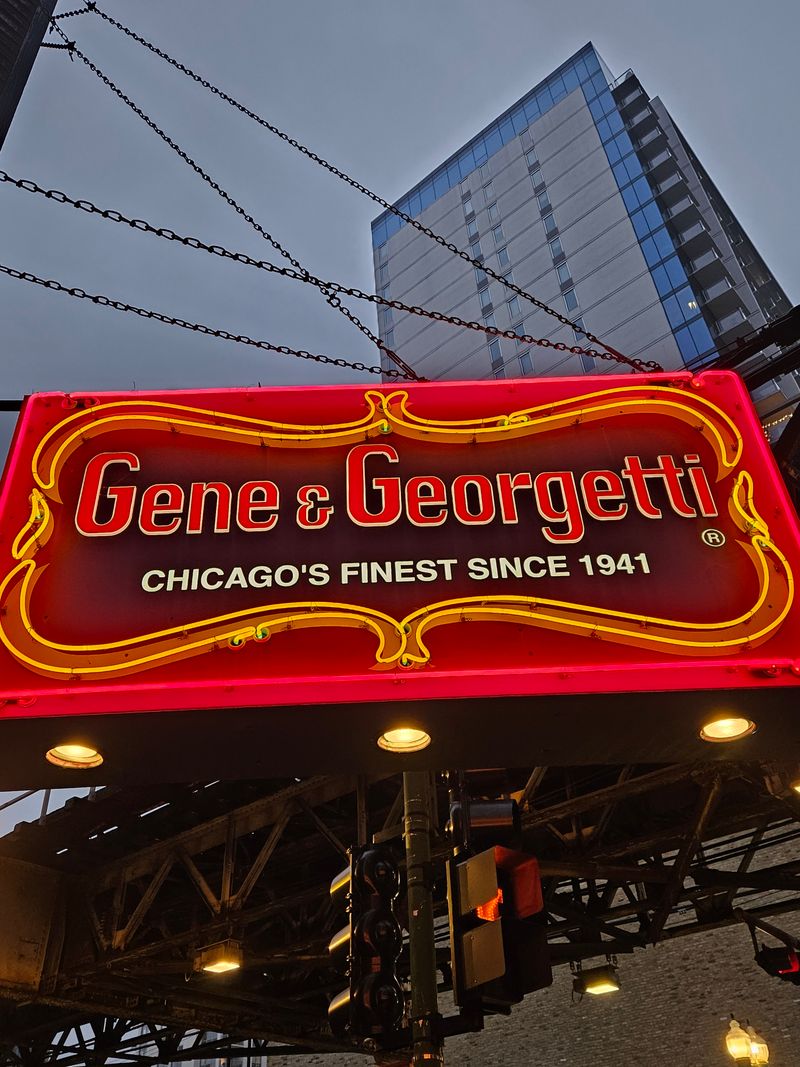 Gene & Georgetti
®
CHICAGO'S FINEST SINCE 1941